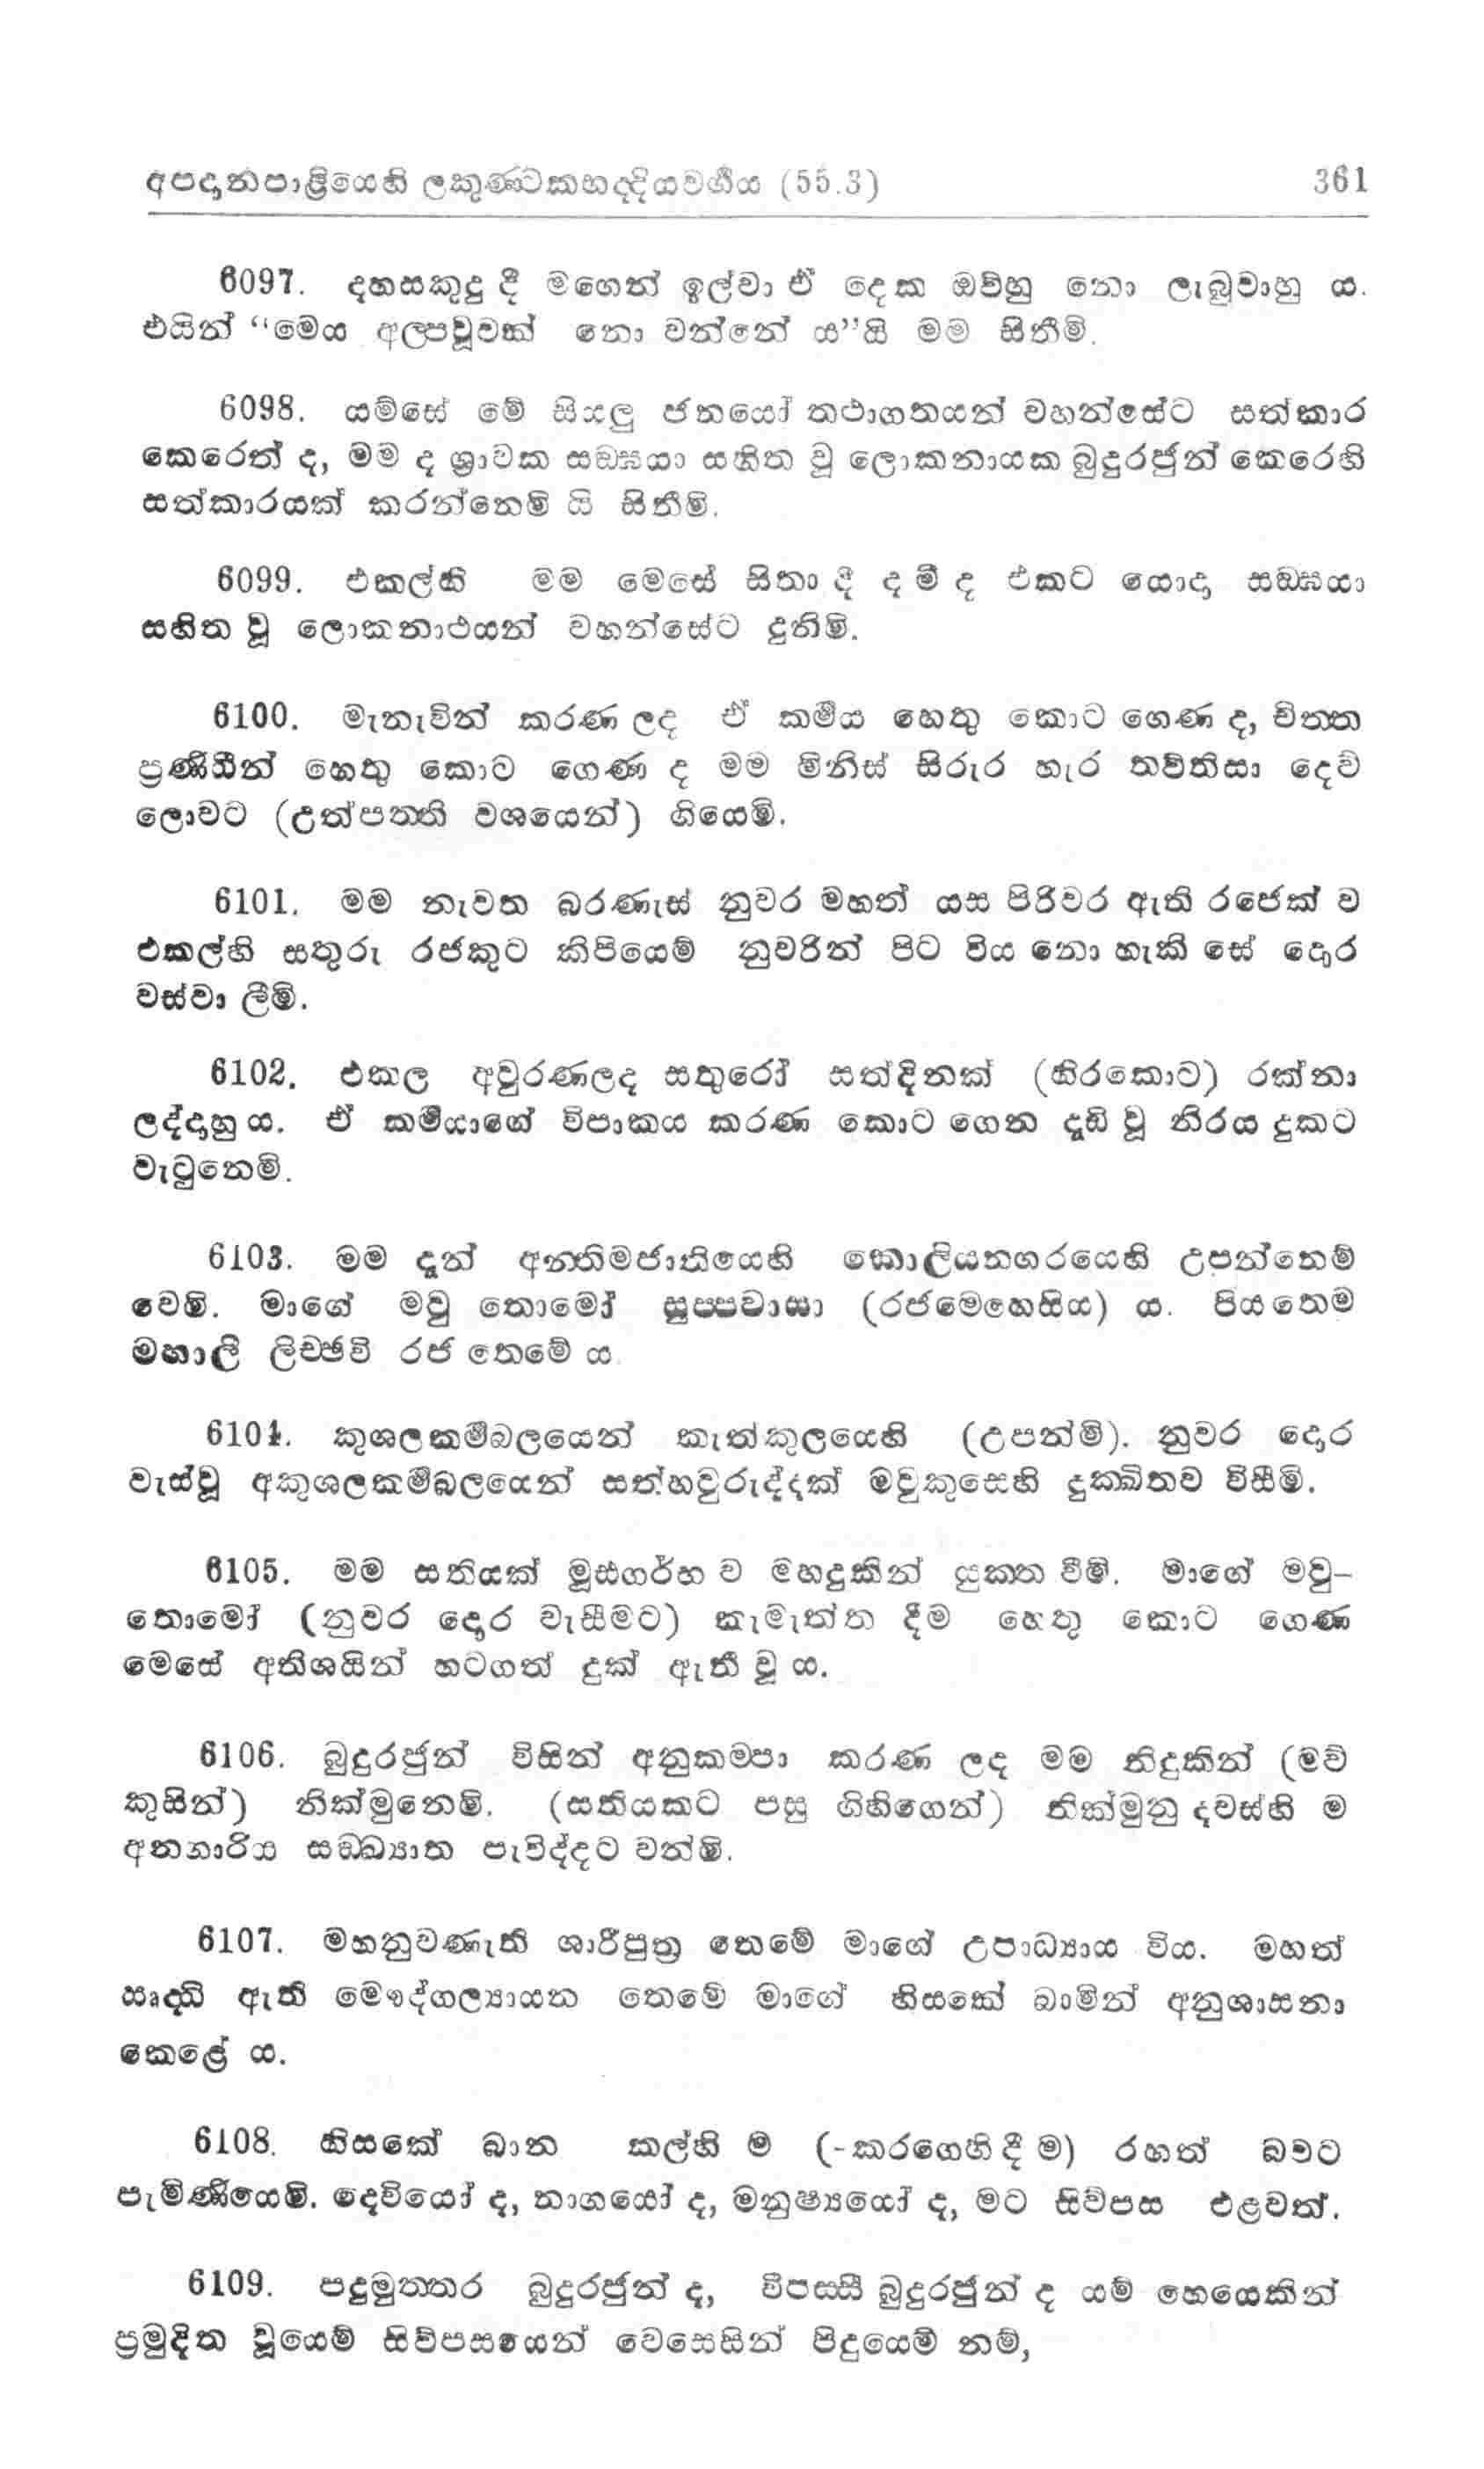 අපදානපාළියෙහි ලකුණ්ටකභද්දියවර්ගය (55.3) 361
6097. දහසකුදු දී මගෙන් ඉල්වා ඒ දෙක ඔව්හු නො ලැබුවාහු ය.
එයින් “මෙය අල්පවූවක් නො වන්නේ ය”යි මම සිතීමි.
6098. යම්සේ මේ සියලු ජනයෝ තථාගතයන් වහන්සේට සත්කාර
කෙරෙත් ද, මම ද ශ්‍රාවක සඞ්ඝයා සහිත වූ ලොකනායක බුදුරජුන් කෙරෙහි
සත්කාරයක් කරන්නෙමි යි සිතීමි.
6099. එකල්හි මම මෙසේ සිතා දී ද මී ද එකට යොදා සඞ්ඝයා
සහිත වූ ලොකනාථයන් වහන්සේට දුනිමි.
6100. මැනැවින් කරණ ලද ඒ කර්මය හෙතු කොට ගෙණ ද, චිත්ත
ප්‍රණිධීන් හෙතු කොට ගෙණ ද මම මිනිස් සිරුර හැර තව්තිසා දෙව්
ලොවට (උත්පත්ති වශයෙන්) ගියෙමි.
6101. මම නැවත බරණැස් නුවර මහත් යස පිරිවර ඇති රජෙක් ව
එකල්හි සතුරු රජකුට කිපියෙම් නුවරින් පිට විය නො හැකි සේ දොර
වස්වා ලීමි.
6102. එකල අවුරණලද සතුරෝ සත්දිනක් (හිරකොට) රක්නා
ලද්දාහු ය. ඒ කර්මයාගේ විපාකය කරණ කොට ගෙන දැඩි වූ නිරය දුකට
වැටුනෙමි.
6103. මම දැන් අන්තිමජාතියෙහි කොලියනගරයෙහි උපන්නෙම්
වෙමි. මාගේ මවු තොමෝ සුප්පවාසා (රජමෙහෙසිය) ය. පියතෙම
මහාලි ලිච්ඡවි රජ තෙමේ ය.
6104. කුශලකර්මබලයෙන් කැත්කුලයෙහි (උපන්මි). නුවර දොර
වැස්වූ අකුශලකර්මබලයෙන් සත්හවුරුද්දක් මවුකුසෙහි දුක්ඛිතව විසීමි.
6105. මම සතියක් මූඪගර්භ ව මහදුකින් යුක්ත වීමි. මාගේ මවු-
තොමෝ (නුවර දොර වැසීමට) කැමැත්ත දීම හෙතු කොට ගෙණ
මෙසේ අතිශයින් හටගත් දුක් ඇතී වූ ය.
6106. බුදුරජුන් විසින් අනුකම්පා කරණ ලද මම නිදුකින් (මව්
කුසින්) නික්මුනෙමි. (සතියකට පසු ගිහිගෙන්) නික්මුනු දවස්හි ම
අනගාරිය සඞ්ඛ්‍යාත පැවිද්දට වන්මි.
6107. මහනුවණැති ශාරීපුත්‍ර තෙමේ මාගේ උපාධ්‍යාය විය. මහත්
ඍද්ධි ඇති මෞද්ගල්‍යායන තෙමේ මාගේ හිසකේ බාමින් අනුශාසනා
කෙළේ ය.
6108. හිසකේ බාන කල්හි ම (-කරගෙහි දී ම) රහත් බවට
පැමිණියෙමි. දෙවියෝ ද, නාගයෝ ද, මනුෂ්‍යයෝ ද, මට සිව්පස එළවත්.
6109. පදුමුත්තර බුදුරජුන් ද, විපස්සී බුදුරජුන් ද යම් හෙයෙකින්
ප්‍රමුදිත වූයෙම් සිව්පසයෙන් වෙසෙසින් පිදුයෙම් නම්,